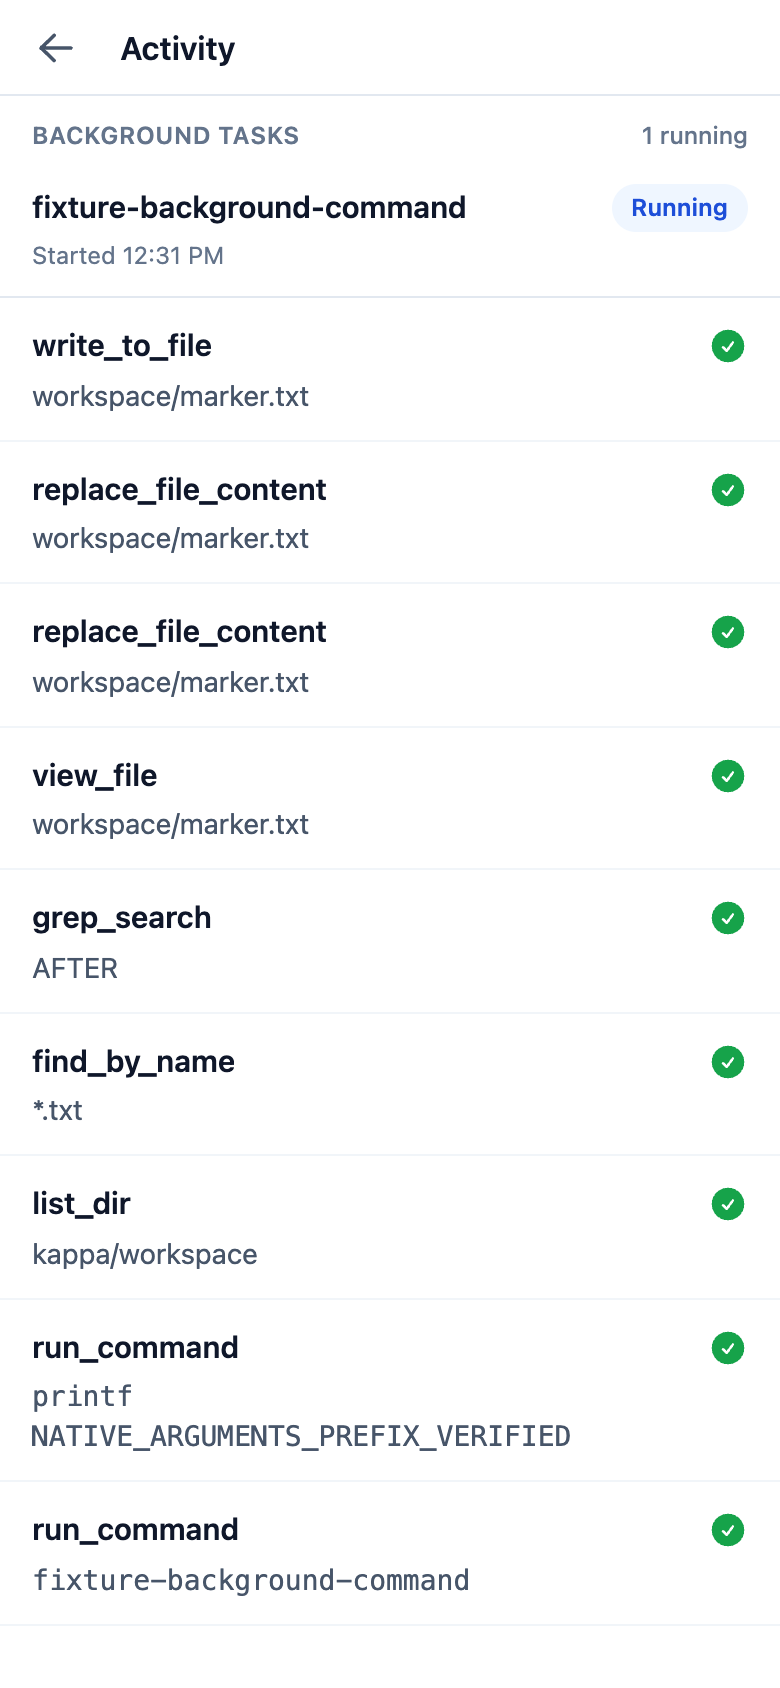 Activity
BACKGROUND TASKS 1 running
fixture-background-command Running
Started 12:31 PM
write_to_file
workspace/marker.txt
replace_file_content
workspace/marker.txt
replace_file_content
workspace/marker.txt
view_file
workspace/marker.txt
grep_search
AFTER
find_by_name
*.txt
list_dir
kappa/workspace
run_command
printf
NATIVE_ARGUMENTS_PREFIX_VERIFIED
run_command
fixture-background-command